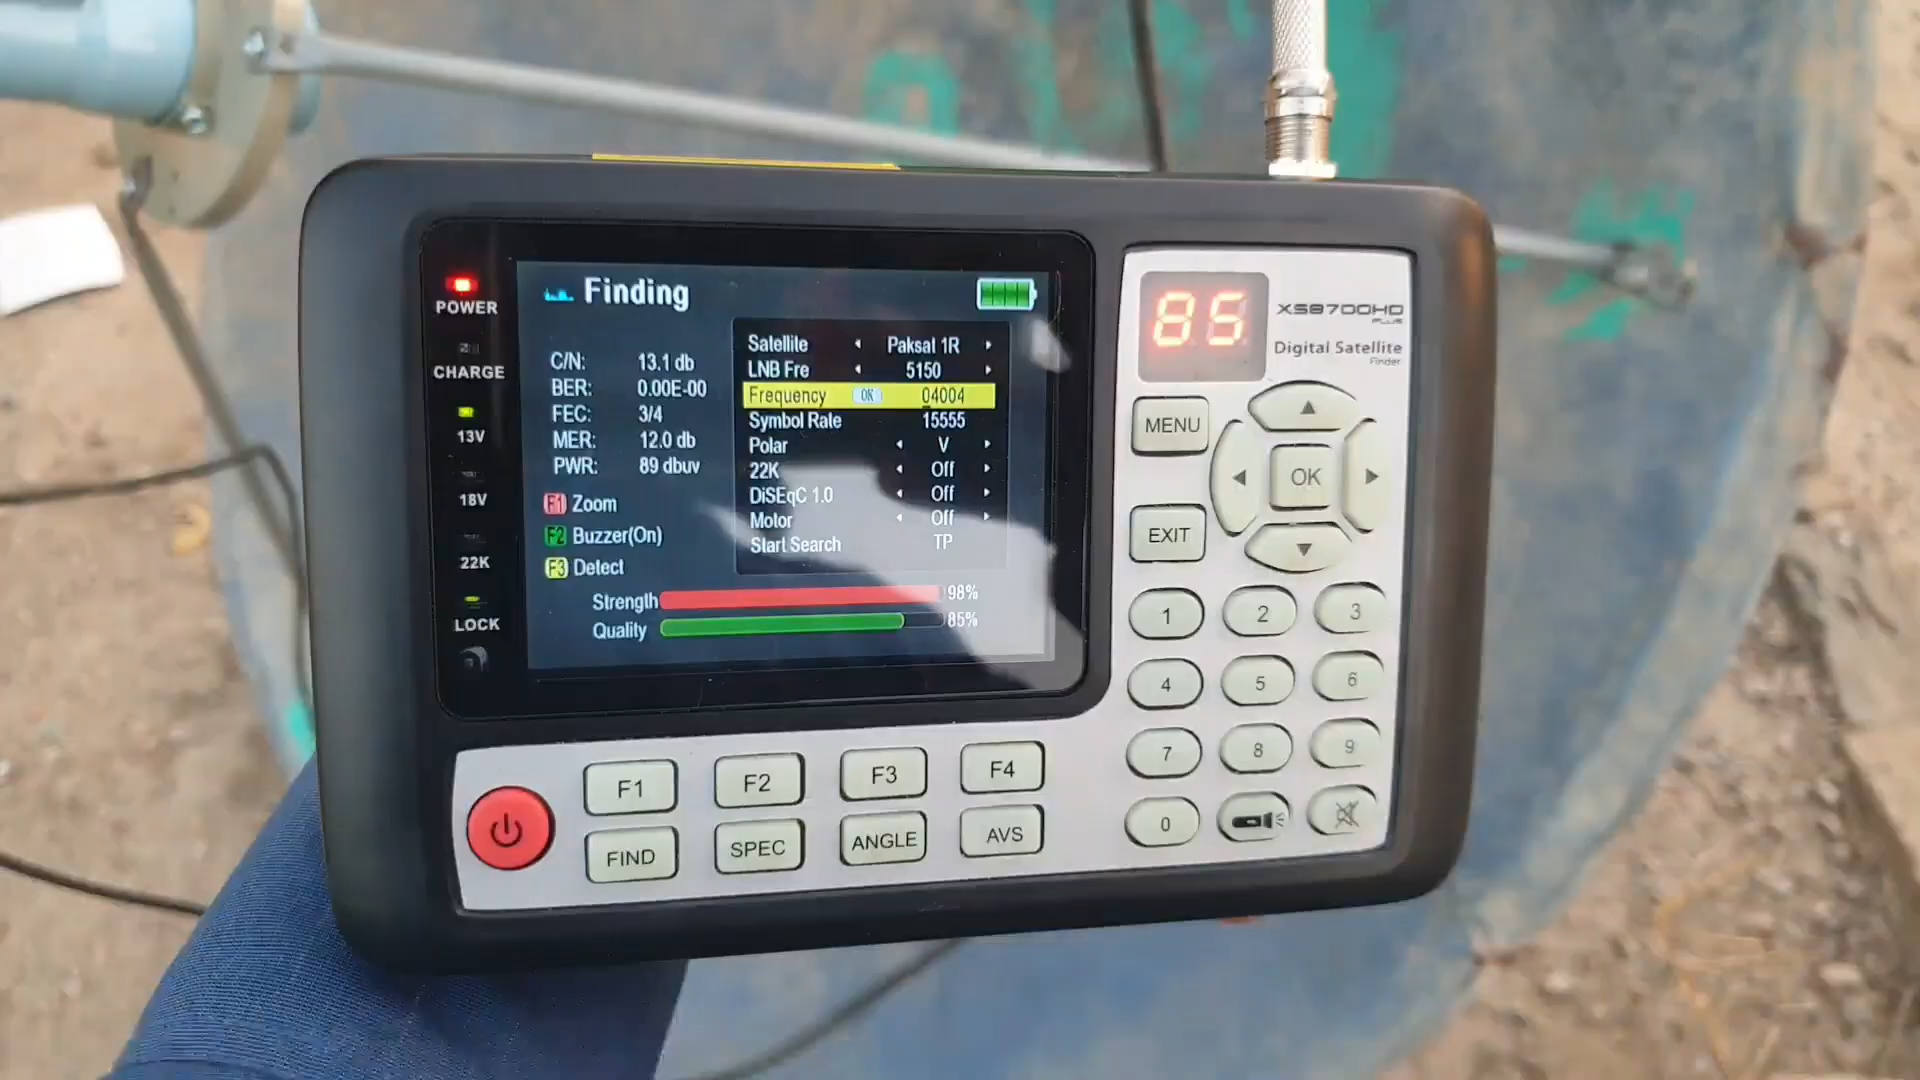 Finding
C/N: 13.1 db
BER: 0.00E-00
FEC: 3/4
MER: 12.0 db
PWR: 89 dbuv
F1 Zoom
F2 Buzzer(On)
F3 Detect
Satellite Paksat 1R
LNB Fre 5150
Frequency OK 04004
Symbol Rate 15555
Polar V
22K Off
DiSEqC 1.0 Off
Motor Off
Start Search TP
Strength 98%
Quality 85%
POWER
CHARGE
13V
18V
22K
LOCK
85
XS8700HD
PLUS
Digital Satellite
Finder
MENU
OK
EXIT
1 2 3
4 5 6
7 8 9
0
F1 F2 F3 F4
FIND SPEC ANGLE AVS